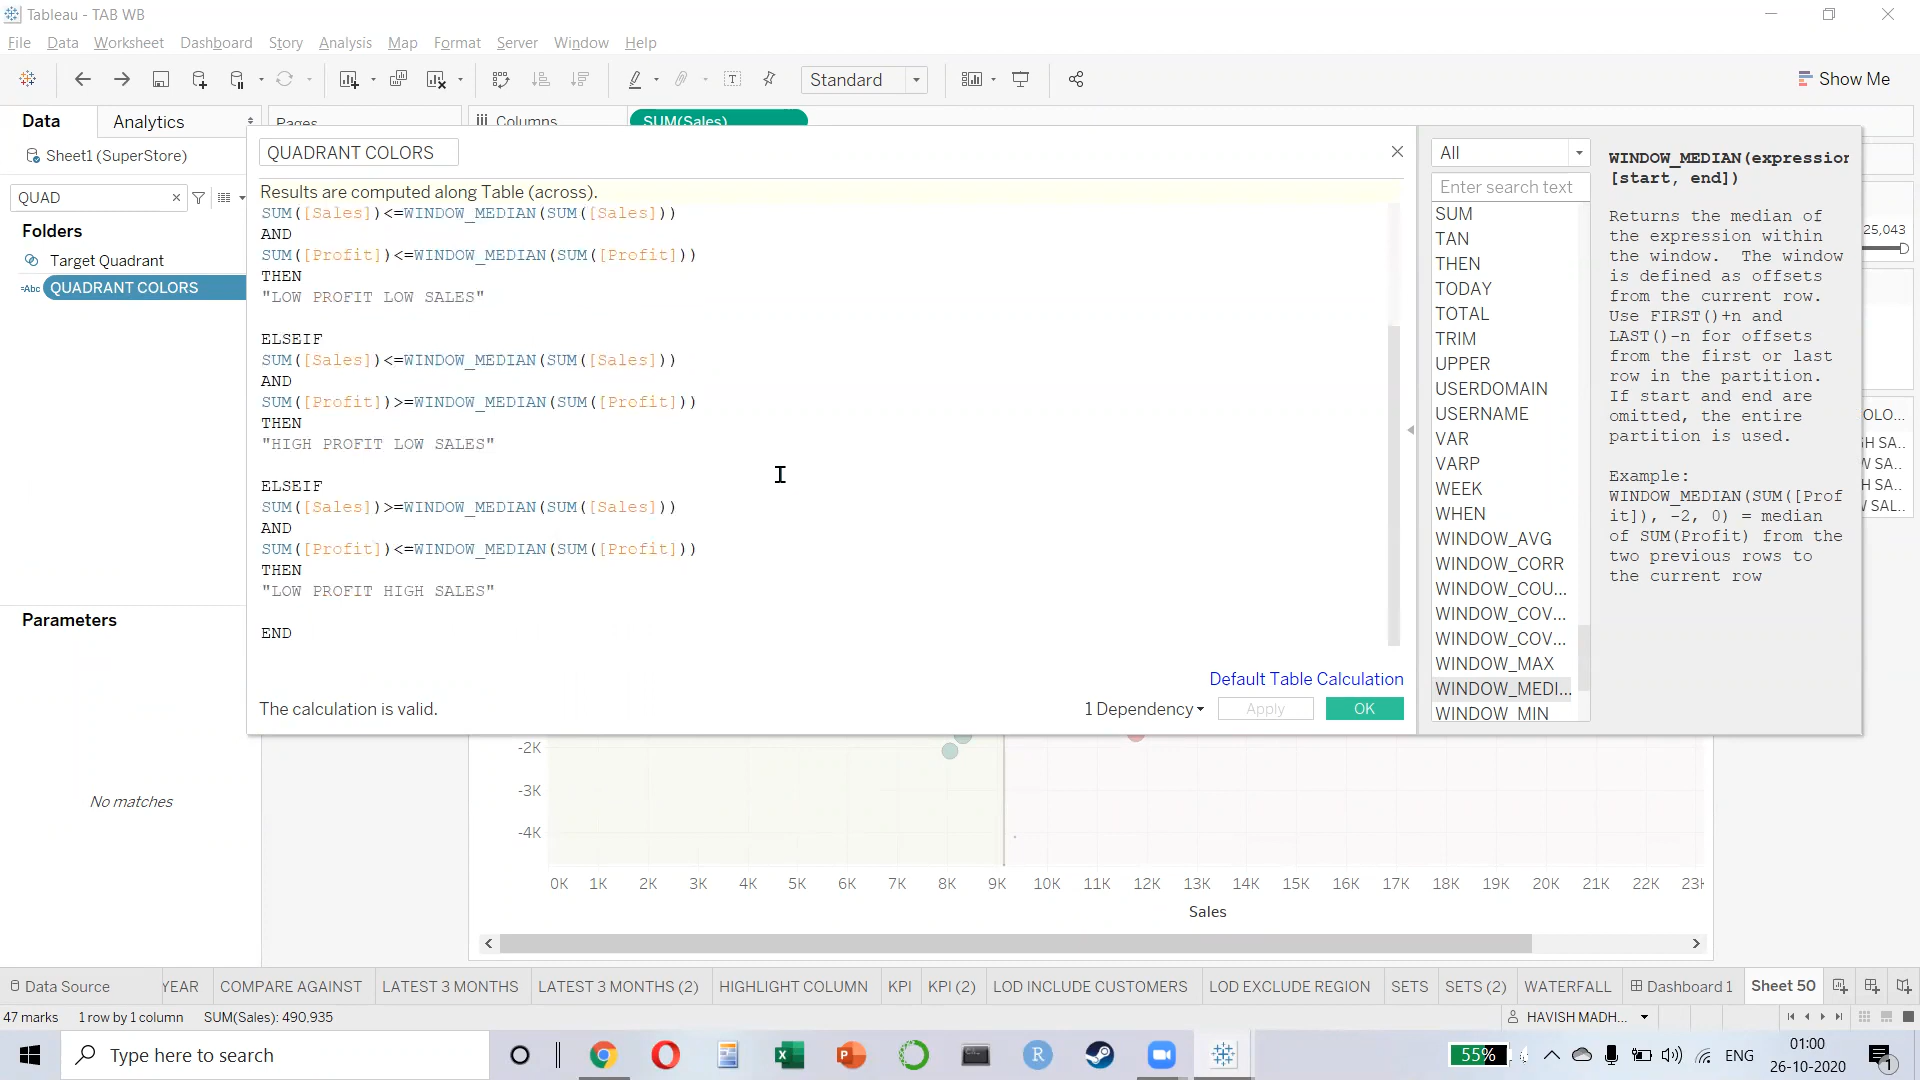 Tableau - TAB WB
File Data Worksheet Dashboard Story Analysis Map Format Server Window Help
Standard
Show Me
Data
Analytics
Pages
Columns
SUM(Sales)
Sheet1 (SuperStore)
QUAD
Folders
Target Quadrant
=Abc QUADRANT COLORS
Parameters
No matches
QUADRANT COLORS
Results are computed along Table (across).
SUM([Sales])<=WINDOW_MEDIAN(SUM([Sales]))
AND
SUM([Profit])<=WINDOW_MEDIAN(SUM([Profit]))
THEN
"LOW PROFIT LOW SALES"
ELSEIF
SUM([Sales])<=WINDOW_MEDIAN(SUM([Sales]))
AND
SUM([Profit])>=WINDOW_MEDIAN(SUM([Profit]))
THEN
"HIGH PROFIT LOW SALES"
ELSEIF
SUM([Sales])>=WINDOW_MEDIAN(SUM([Sales]))
AND
SUM([Profit])<=WINDOW_MEDIAN(SUM([Profit]))
THEN
"LOW PROFIT HIGH SALES"
END
Default Table Calculation
The calculation is valid.
1 Dependency
Apply
OK
All
Enter search text
SUM
TAN
THEN
TODAY
TOTAL
TRIM
UPPER
USERDOMAIN
USERNAME
VAR
VARP
WEEK
WHEN
WINDOW_AVG
WINDOW_CORR
WINDOW_COU...
WINDOW_COV...
WINDOW_COV...
WINDOW_MAX
WINDOW_MEDI...
WINDOW_MIN
WINDOW_MEDIAN(expression
[start, end])
Returns the median of
the expression within
the window. The window
is defined as offsets
from the current row.
Use FIRST()+n and
LAST()-n for offsets
from the first or last
row in the partition.
If start and end are
omitted, the entire
partition is used.
Example:
WINDOW_MEDIAN(SUM([Prof
it]), -2, 0) = median
of SUM(Profit) from the
two previous rows to
the current row
25,043
OLO...
H SA..
W SA..
H SA..
V SAL..
-2K
-3K
-4K
0K 1K 2K 3K 4K 5K 6K 7K 8K 9K 10K 11K 12K 13K 14K 15K 16K 17K 18K 19K 20K 21K 22K 23K
Sales
Data Source YEAR COMPARE AGAINST LATEST 3 MONTHS LATEST 3 MONTHS (2) HIGHLIGHT COLUMN KPI KPI (2) LOD INCLUDE CUSTOMERS LOD EXCLUDE REGION SETS SETS (2) WATERFALL Dashboard 1 Sheet 50
47 marks 1 row by 1 column SUM(Sales): 490,935
HAVISH MADH...
Type here to search
55%
ENG
01:00
26-10-2020
1